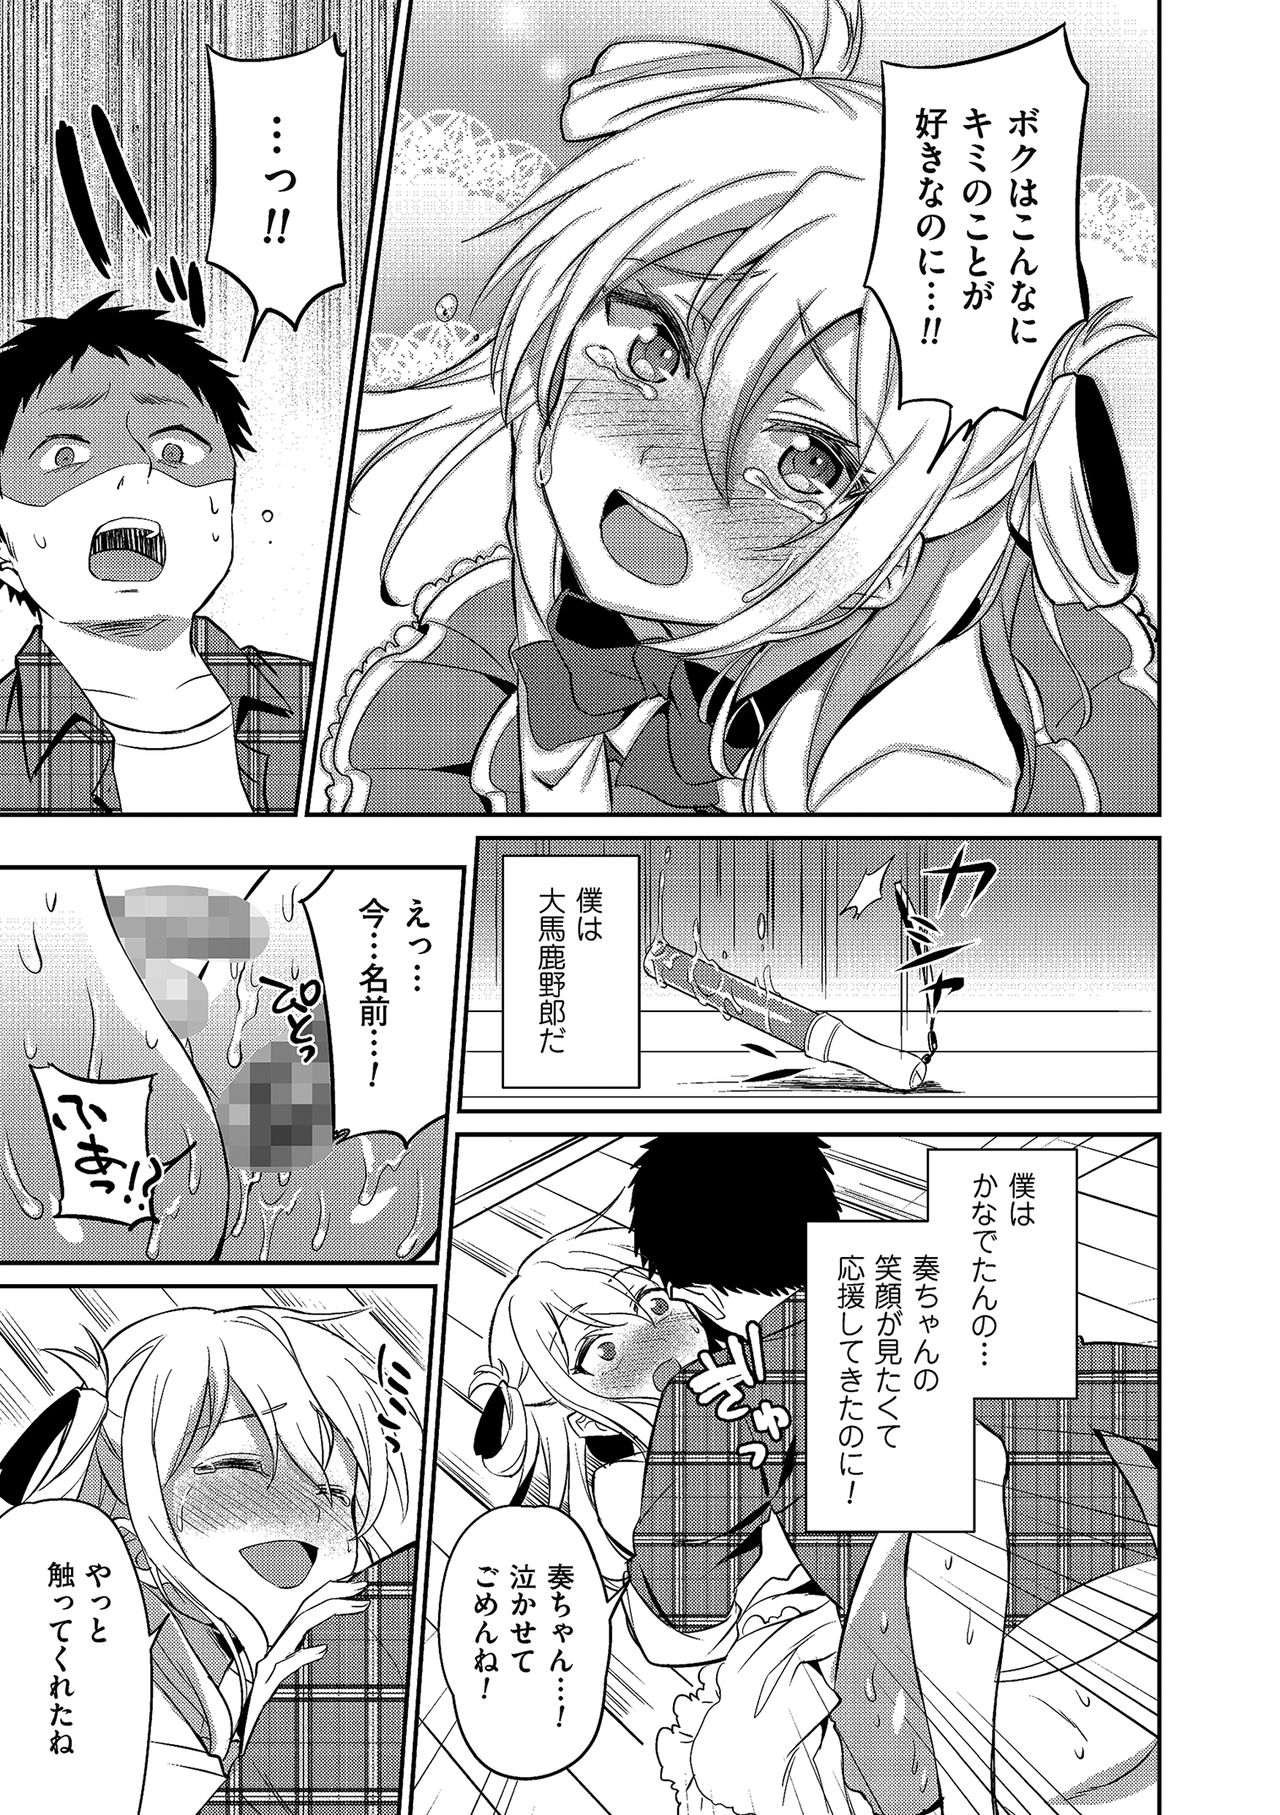 ボクはこんなに
キミのことが
好きなのに…!!
…っ!!
カ
シャ
僕は
大馬鹿野郎だ
えっ…
今…名前…!
ぴとっ
ふあっ!?
僕は
かなでたんの…
奏ちゃんの
笑顔が見たくて
応援してきたのに!
ぎゅっ
奏ちゃん…!
泣かせて
ごめんね!
やっと
触ってくれたね